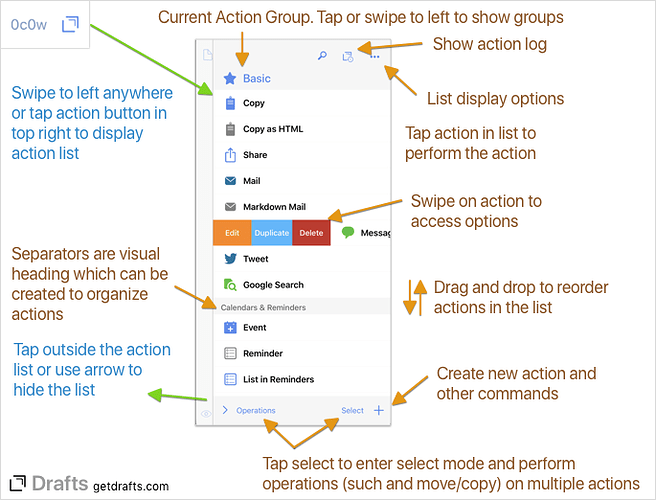 0c0w
Current Action Group. Tap or swipe to left to show groups
Show action log
Basic
List display options
Swipe to left anywhere
or tap action button in
top right to display
action list
Copy
Copy as HTML
Tap action in list to
perform the action
Share
Mail
Markdown Mail
Swipe on action to
access options
Edit
Duplicate
Delete
Messag
Tweet
Google Search
Separators are visual
heading which can be
created to organize
actions
Drag and drop to reorder
actions in the list
Calendars & Reminders
Event
Reminder
List in Reminders
Tap outside the action
list or use arrow to
hide the list
Create new action and
other commands
Operations
Select
Tap select to enter select mode and perform
operations (such and move/copy) on multiple actions
Drafts getdrafts.com